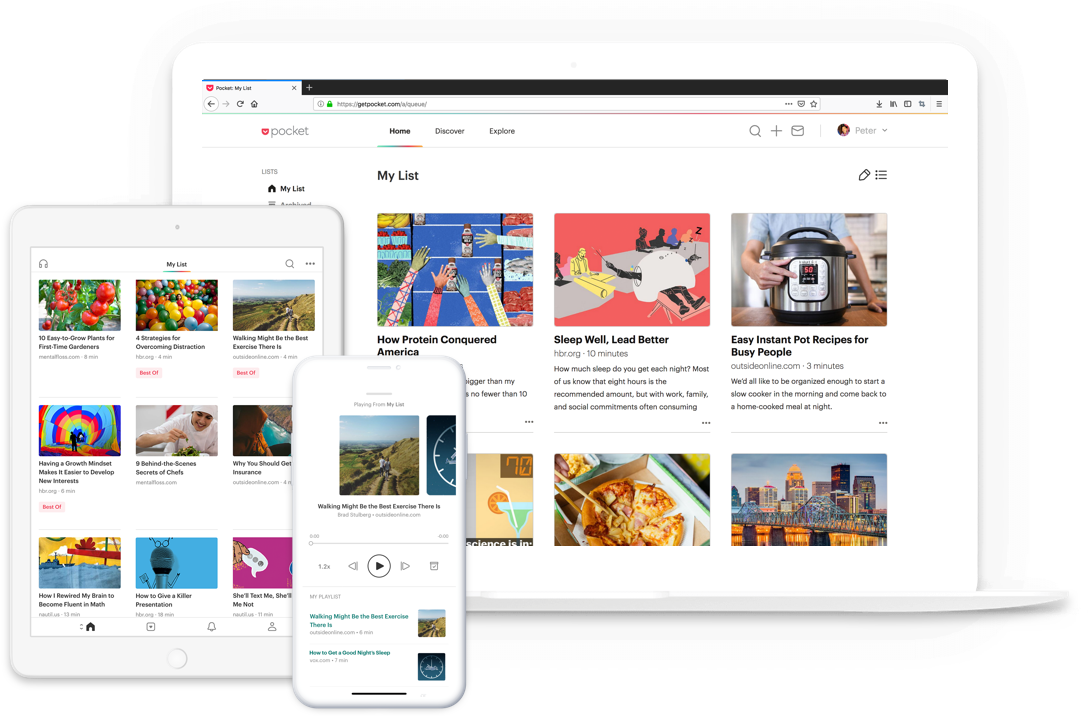 Pocket: My List
https://getpocket.com/a/queue/
pocket
Home
Discover
Explore
Peter
LISTS
My List
Archived
My List
How Protein Conquered
America
bigger than my
s no fewer than 10
Sleep Well, Lead Better
hbr.org · 10 minutes
How much sleep do you get each night? Most
of us know that eight hours is the
recommended amount, but with work, family,
and social commitments often consuming
Easy Instant Pot Recipes for
Busy People
outsideonline.com · 3 minutes
We'd all like to be organized enough to start a
slow cooker in the morning and come back to
a home-cooked meal at night.
Z
50
70
science is in:
My List
10 Easy-to-Grow Plants for
First-Time Gardeners
mentalfloss.com · 8 min
4 Strategies for
Overcoming Distraction
hbr.org · 4 min
Best Of
Walking Might Be the Best
Exercise There Is
outsideonline.com · 4 min
Best Of
Having a Growth Mindset
Makes It Easier to Develop
New Interests
hbr.org · 6 min
Best Of
9 Behind-the-Scenes
Secrets of Chefs
mentalfloss.com
Why You Should Get
Insurance
outsideonline.com · 4 m
How I Rewired My Brain to
Become Fluent in Math
nautil.us · 13 min
How to Give a Killer
Presentation
hbr.org · 18 min
She'll Text Me, She'll
Me Not
nautil.us · 11 min
Playing From My List
Walking Might Be the Best Exercise There Is
Brad Stulberg • outsideonline.com
0:00
-0:00
1.2x
MY PLAYLIST
Walking Might Be the Best Exercise
There Is
outsideonline.com • 6 min
How to Get a Good Night's Sleep
vox.com • 7 min